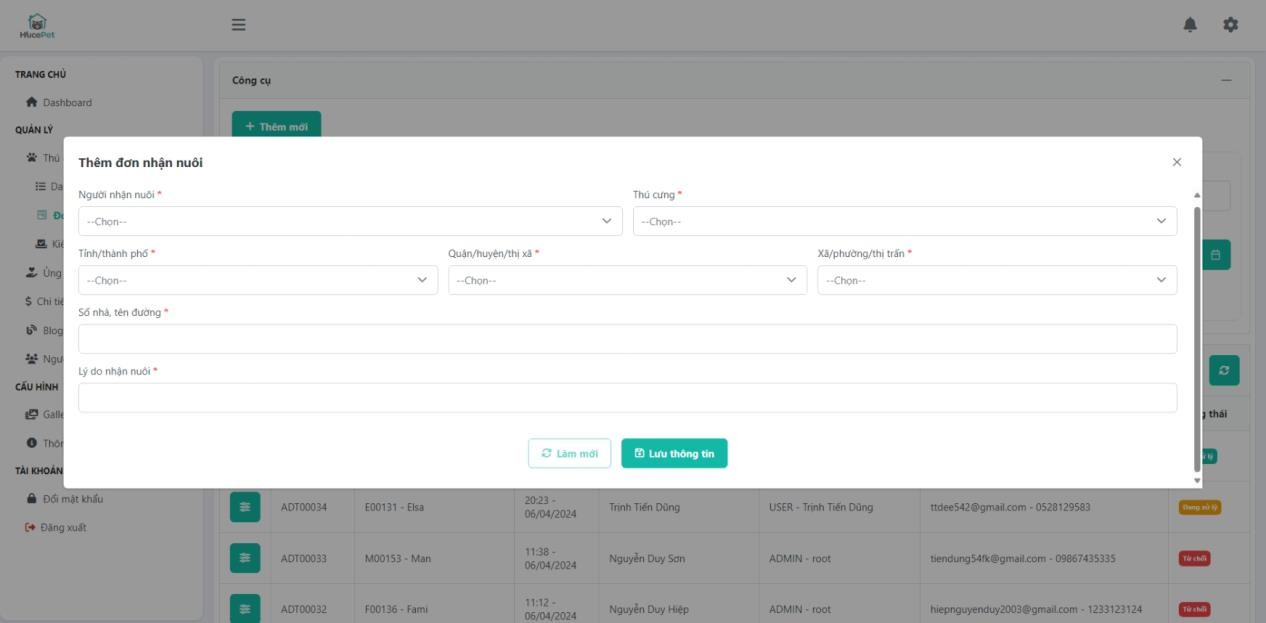 HucePet
TRANG CHỦ
Dashboard
QUẢN LÝ
Thú
Da
Kiể
Ủng
Chi tiê
Blog
Ngu
CẤU HÌNH
Galle
Thôn
TÀI KHOẢN
Đổi mật khẩu
Đăng xuất
Công cụ
Thêm mới
Thêm đơn nhận nuôi
Người nhận nuôi * Thú cưng *
--Chọn-- --Chọn--
Tỉnh/thành phố * Quận/huyện/thị xã * Xã/phường/thị trấn *
--Chọn-- --Chọn-- --Chọn--
Số nhà, tên đường *
Lý do nhận nuôi *
Làm mới Lưu thông tin
thái
ADT00034 E00131 - Elsa 20:23 - 06/04/2024 Trịnh Tiến Dũng USER - Trịnh Tiến Dũng ttdee542@gmail.com - 0528129583 Đang xử lý
ADT00033 M00153 - Man 11:38 - 06/04/2024 Nguyễn Duy Sơn ADMIN - root tiendung54fk@gmail.com - 09867435335 Từ chối
ADT00032 F00136 - Fami 11:12 - 06/04/2024 Nguyễn Duy Hiệp ADMIN - root hiepnguyenduy2003@gmail.com - 1233123124 Từ chối